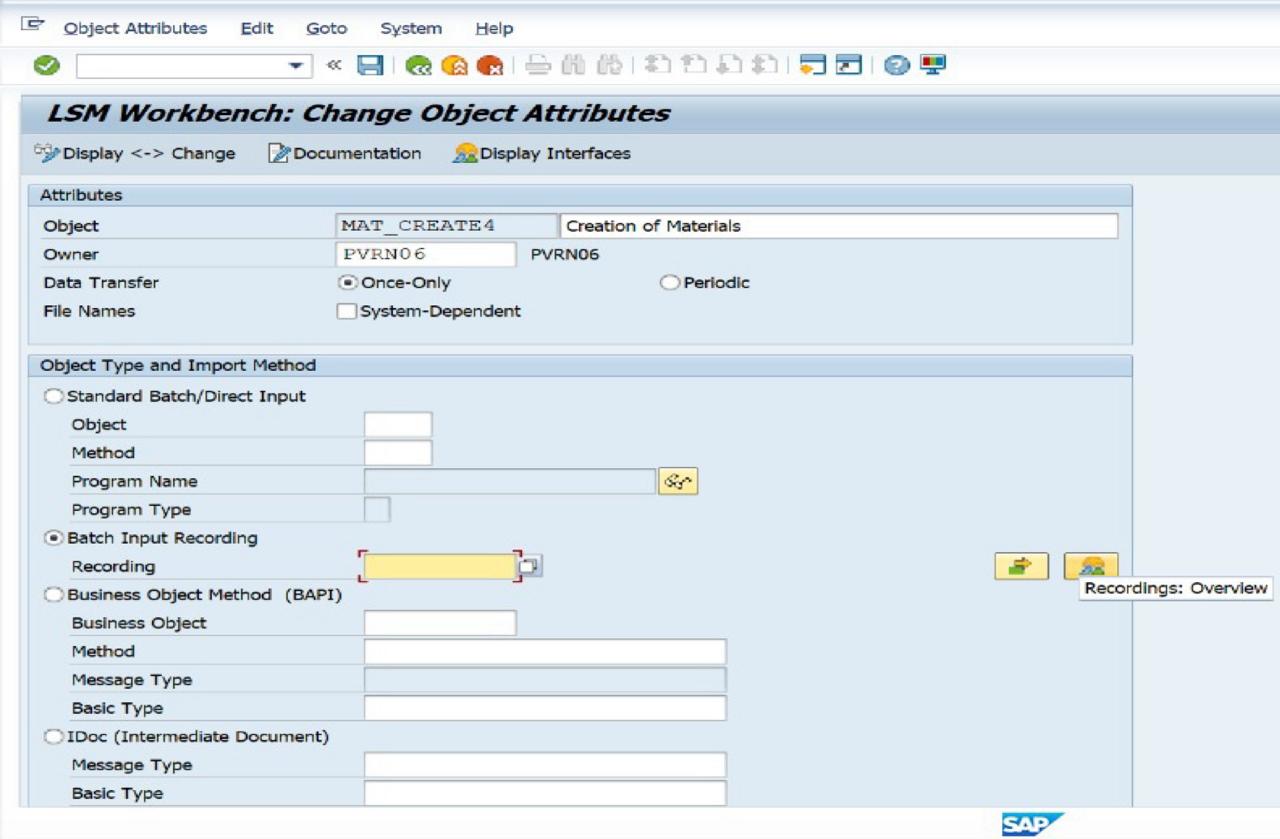 Object Attributes Edit Goto System Help
LSM Workbench: Change Object Attributes
Display <-> Change Documentation Display Interfaces
Attributes
Object MAT_CREATE4 Creation of Materials
Owner PVRN06 PVRN06
Data Transfer Once-Only Periodic
File Names System-Dependent
Object Type and Import Method
Standard Batch/Direct Input
Object
Method
Program Name
Program Type
Batch Input Recording
Recording
Recordings: Overview
Business Object Method (BAPI)
Business Object
Method
Message Type
Basic Type
IDoc (Intermediate Document)
Message Type
Basic Type
SAP